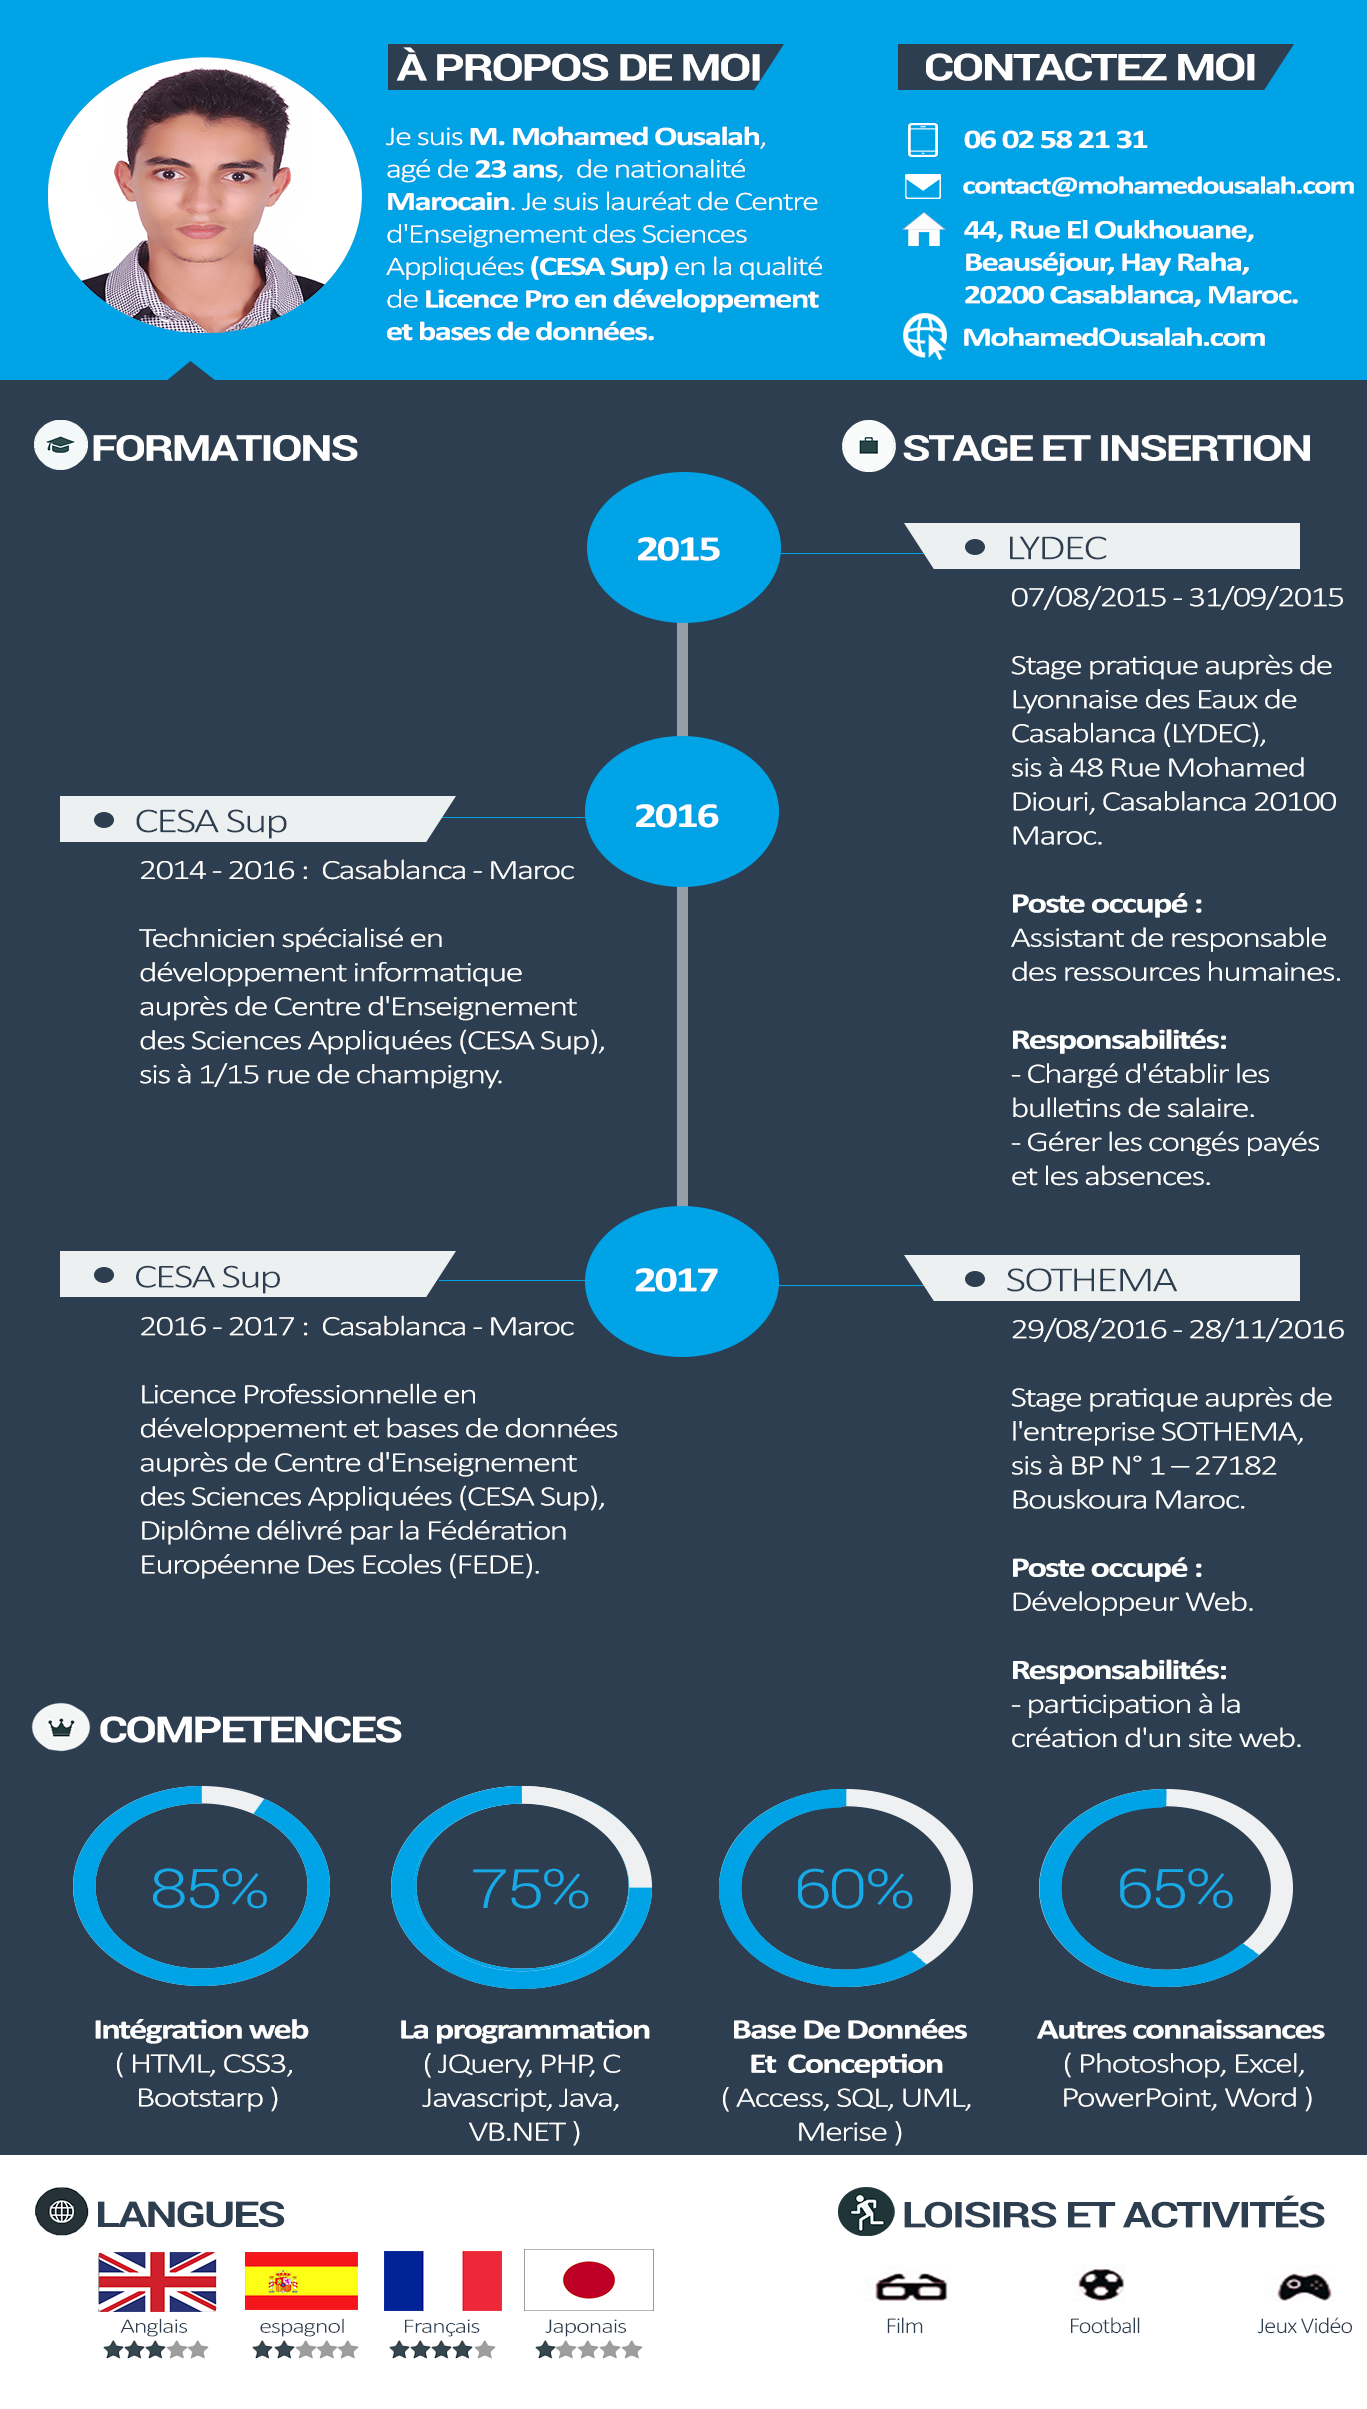 À PROPOS DE MOI
Je suis M. Mohamed Ousalah,
agé de 23 ans, de nationalité
Marocain. Je suis lauréat de Centre
d'Enseignement des Sciences
Appliquées (CESA Sup) en la qualité
de Licence Pro en développement
et bases de données.
CONTACTEZ MOI
06 02 58 21 31
contact@mohamedousalah.com
44, Rue El Oukhouane,
Beauséjour, Hay Raha,
20200 Casablanca, Maroc.
MohamedOusalah.com
FORMATIONS
STAGE ET INSERTION
2015
LYDEC
07/08/2015 - 31/09/2015
Stage pratique auprès de
Lyonnaise des Eaux de
Casablanca (LYDEC),
sis à 48 Rue Mohamed
Diouri, Casablanca 20100
Maroc.
Poste occupé :
Assistant de responsable
des ressources humaines.
Responsabilités:
- Chargé d'établir les
bulletins de salaire.
- Gérer les congés payés
et les absences.
2016
CESA Sup
2014 - 2016 : Casablanca - Maroc
Technicien spécialisé en
développement informatique
auprès de Centre d'Enseignement
des Sciences Appliquées (CESA Sup),
sis à 1/15 rue de champigny.
2017
CESA Sup
2016 - 2017 : Casablanca - Maroc
Licence Professionnelle en
développement et bases de données
auprès de Centre d'Enseignement
des Sciences Appliquées (CESA Sup),
Diplôme délivré par la Fédération
Européenne Des Ecoles (FEDE).
SOTHEMA
29/08/2016 - 28/11/2016
Stage pratique auprès de
l'entreprise SOTHEMA,
sis à BP N° 1 – 27182
Bouskoura Maroc.
Poste occupé :
Développeur Web.
Responsabilités:
- participation à la
création d'un site web.
COMPETENCES
85%
Intégration web
( HTML, CSS3,
Bootstarp )
75%
La programmation
( JQuery, PHP, C
Javascript, Java,
VB.NET )
60%
Base De Données
Et Conception
( Access, SQL, UML,
Merise )
65%
Autres connaissances
( Photoshop, Excel,
PowerPoint, Word )
LANGUES
Anglais
espagnol
Français
Japonais
LOISIRS ET ACTIVITÉS
Film
Football
Jeux Vidéo